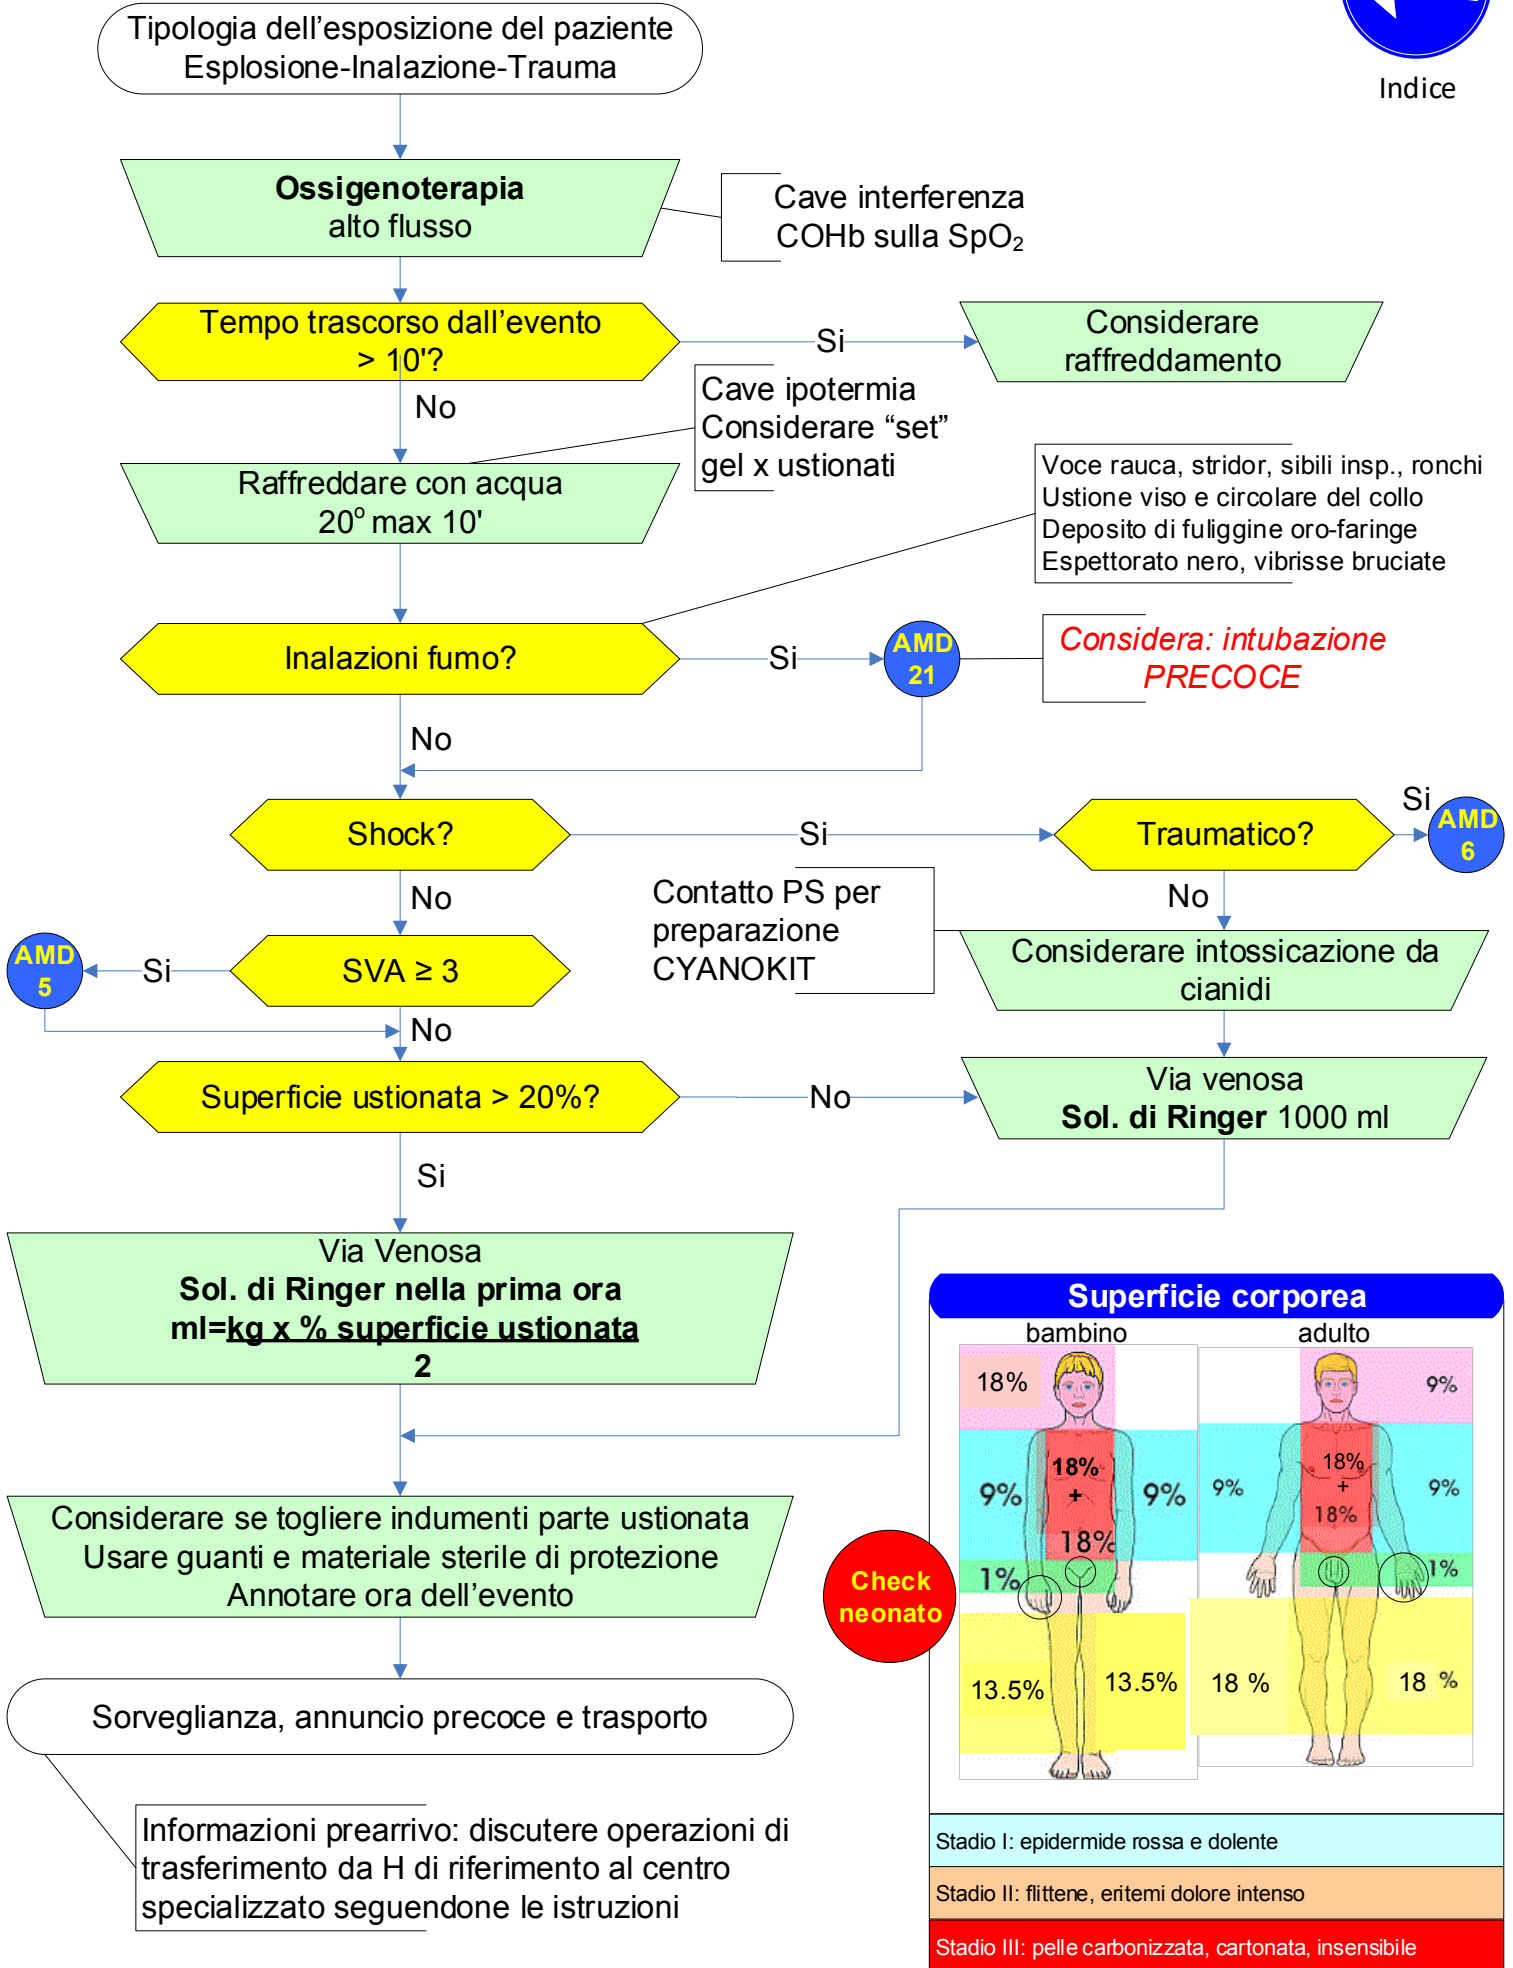 Tipologia dell'esposizione del paziente
Esplosione-Inalazione-Trauma
Indice
Ossigenoterapia
alto flusso
Cave interferenza
COHb sulla SpO₂
Tempo trascorso dall'evento
> 10'?
Si
Considerare
raffreddamento
No
Cave ipotermia
Considerare “set”
gel x ustionati
Raffreddare con acqua
20° max 10'
Voce rauca, stridor, sibili insp., ronchi
Ustione viso e circolare del collo
Deposito di fuliggine oro-faringe
Espettorato nero, vibrisse bruciate
Inalazioni fumo?
Si
AMD
21
Considera: intubazione
PRECOCE
No
Shock?
Si
Traumatico?
Si
AMD
6
No
No
Contatto PS per
preparazione
CYANOKIT
Considerare intossicazione da
cianidi
AMD
5
Si
SVA ≥ 3
No
Superficie ustionata > 20%?
No
Via venosa
Sol. di Ringer 1000 ml
Si
Via Venosa
Sol. di Ringer nella prima ora
ml=kg x % superficie ustionata
2
Considerare se togliere indumenti parte ustionata
Usare guanti e materiale sterile di protezione
Annotare ora dell'evento
Sorveglianza, annuncio precoce e trasporto
Informazioni prearrivo: discutere operazioni di
trasferimento da H di riferimento al centro
specializzato seguendone le istruzioni
Superficie corporea
bambino
adulto
18%
9%
18%
+
18%
9%
9%
1%
13.5%
13.5%
18%
+
18%
9%
9%
1%
18 %
18 %
Check
neonato
Stadio I: epidermide rossa e dolente
Stadio II: flittene, eritemi dolore intenso
Stadio III: pelle carbonizzata, cartonata, insensibile